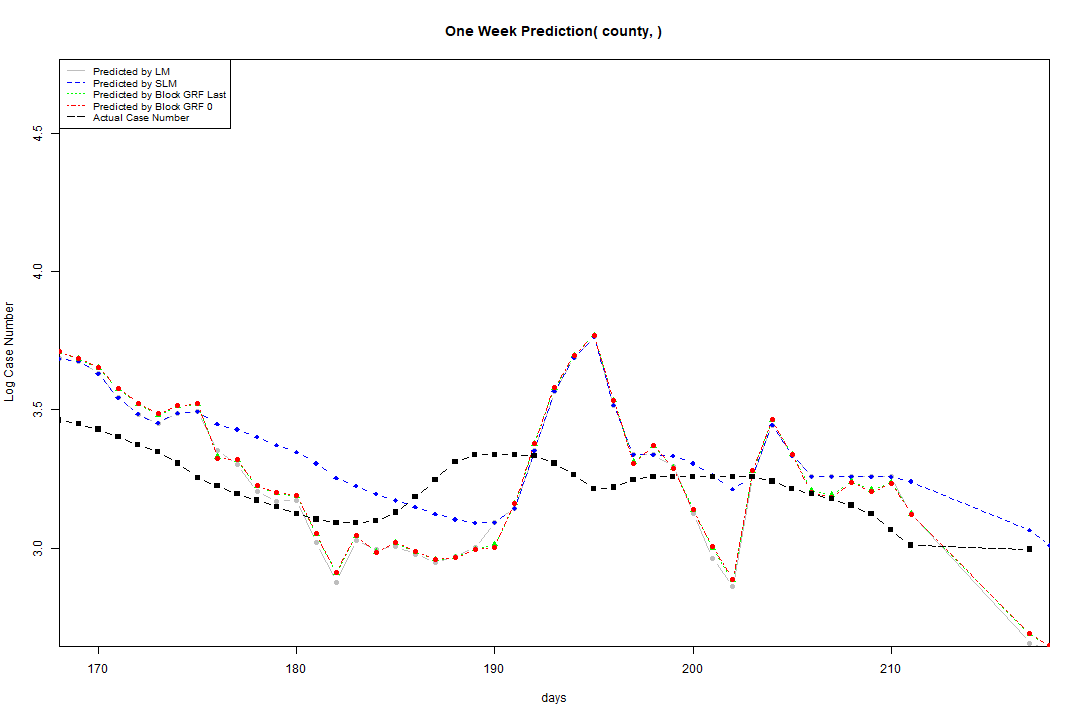 One Week Prediction( county, )
Predicted by LM
Predicted by SLM
Predicted by Block GRF Last
Predicted by Block GRF 0
Actual Case Number
4.5
4.0
3.5
3.0
Log Case Number
170 180 190 200 210
days